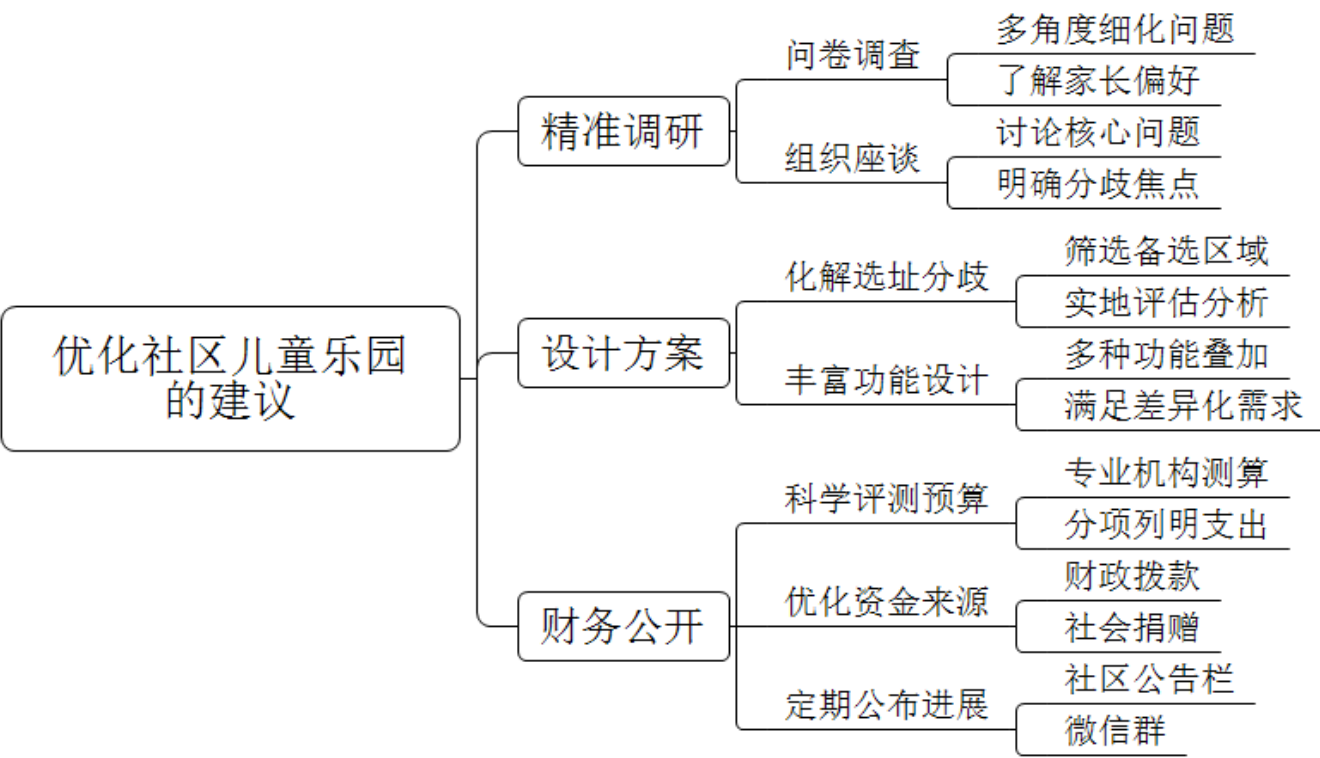 优化社区儿童乐园
的建议
精准调研
问卷调查
多角度细化问题
了解家长偏好
组织座谈
讨论核心问题
明确分歧焦点
设计方案
化解选址分歧
筛选备选区域
实地评估分析
丰富功能设计
多种功能叠加
满足差异化需求
财务公开
科学评测预算
专业机构测算
分项列明支出
优化资金来源
财政拨款
社会捐赠
定期公布进展
社区公告栏
微信群